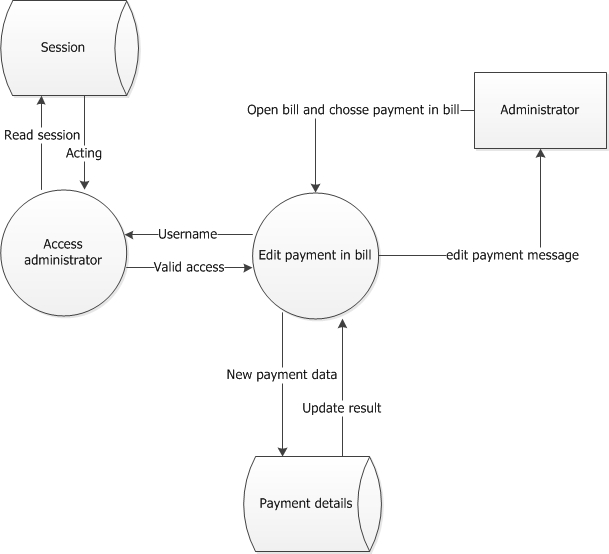 Session
Open bill and chosse payment in bill
Administrator
Read session
Acting
Access
administrator
Username
Valid access
Edit payment in bill
edit payment message
New payment data
Update result
Payment details